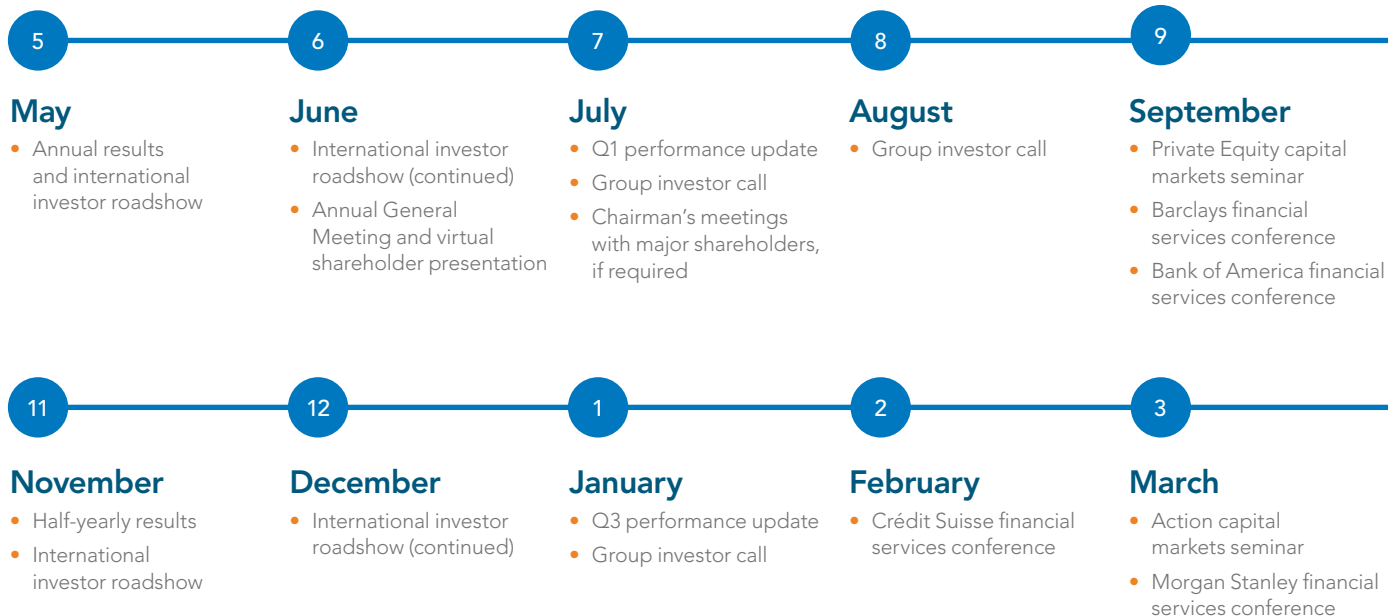 5
May
• Annual results
and international
investor roadshow
6
June
• International investor
roadshow (continued)
• Annual General
Meeting and virtual
shareholder presentation
7
July
• Q1 performance update
• Group investor call
• Chairman’s meetings
with major shareholders,
if required
8
August
• Group investor call
9
September
• Private Equity capital
markets seminar
• Barclays financial
services conference
• Bank of America financial
services conference
11
November
• Half-yearly results
• International
investor roadshow
12
December
• International investor
roadshow (continued)
1
January
• Q3 performance update
• Group investor call
2
February
• Crédit Suisse financial
services conference
3
March
• Action capital
markets seminar
• Morgan Stanley financial
services conference